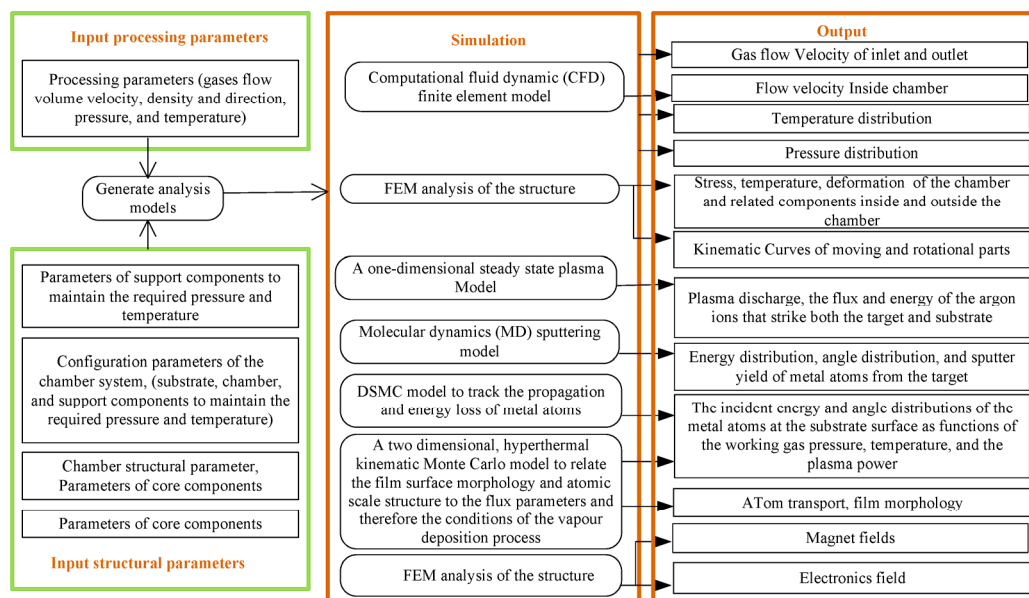 Input processing parameters
Processing parameters (gases flow
volume velocity, density and direction,
pressure, and temperature)
Generate analysis
models
Parameters of support components to
maintain the required pressure and
temperature
Configuration parameters of the
chamber system, (substrate, chamber,
and support components to maintain the
required pressure and temperature)
Chamber structural parameter,
Parameters of core components
Parameters of core components
Input structural parameters
Simulation
Computational fluid dynamic (CFD)
finite element model
FEM analysis of the structure
A one-dimensional steady state plasma
Model
Molecular dynamics (MD) sputtering
model
DSMC model to track the propagation
and energy loss of metal atoms
A two dimensional, hyperthermal
kinematic Monte Carlo model to relate
the film surface morphology and atomic
scale structure to the flux parameters and
therefore the conditions of the vapour
deposition process
FEM analysis of the structure
Output
Gas flow Velocity of inlet and outlet
Flow velocity Inside chamber
Temperature distribution
Pressure distribution
Stress, temperature, deformation of the chamber
and related components inside and outside the
chamber
Kinematic Curves of moving and rotational parts
Plasma discharge, the flux and energy of the argon
ions that strike both the target and substrate
Energy distribution, angle distribution, and sputter
yield of metal atoms from the target
The incident energy and angle distributions of the
metal atoms at the substrate surface as functions of
the working gas pressure, temperature, and the
plasma power
ATom transport, film morphology
Magnet fields
Electronics field